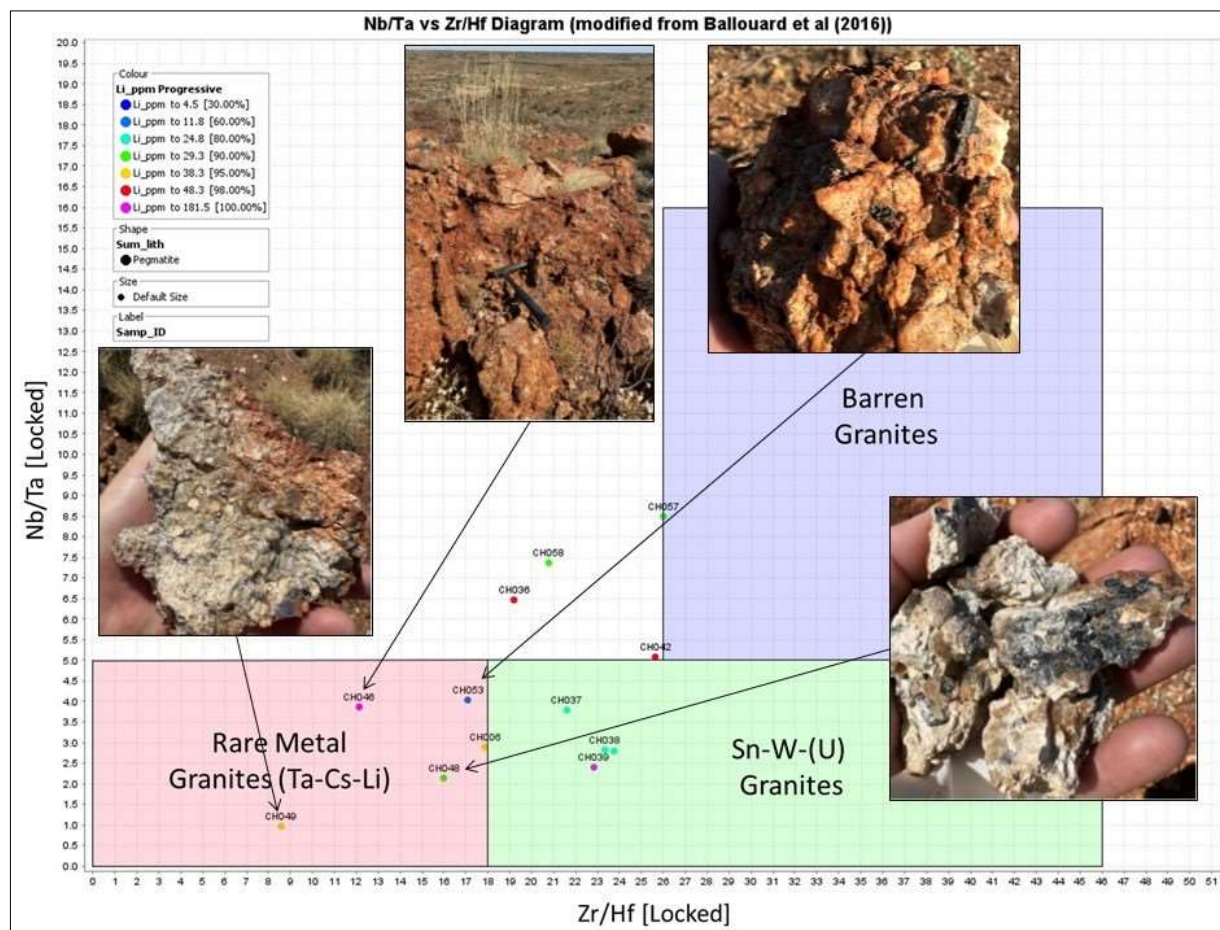 Nb/Ta vs Zr/Hf Diagram (modified from Ballouard et al (2016))
20.0
19.5
19.0
18.5
18.0
17.5
17.0
16.5
16.0
15.5
15.0
14.5
14.0
13.5
13.0
12.5
12.0
11.5
11.0
10.5
10.0
9.5
9.0
8.5
8.0
7.5
7.0
6.5
6.0
5.5
5.0
4.5
4.0
3.5
3.0
2.5
2.0
1.5
1.0
0.5
0.0
Nb/Ta [Locked]
Colour
Li_ppm Progressive
Li_ppm to 4.5 [30.00%]
Li_ppm to 11.8 [60.00%]
Li_ppm to 24.8 [80.00%]
Li_ppm to 29.3 [90.00%]
Li_ppm to 38.3 [95.00%]
Li_ppm to 48.3 [98.00%]
Li_ppm to 181.5 [100.00%]
Shape
Sum_lith
Pegmatite
Size
Default Size
Label
Samp_ID
Barren
Granites
CH057
CH058
CH036
CH042
CH046
CH053
CH037
CH006
CH038
CH039
CH048
CH049
Rare Metal
Granites (Ta-Cs-Li)
Sn-W-(U)
Granites
0 1 2 3 4 5 6 7 8 9 10 11 12 13 14 15 16 17 18 19 20 21 22 23 24 25 26 27 28 29 30 31 32 33 34 35 36 37 38 39 40 41 42 43 44 45 46 47 48 49 50 51
Zr/Hf [Locked]